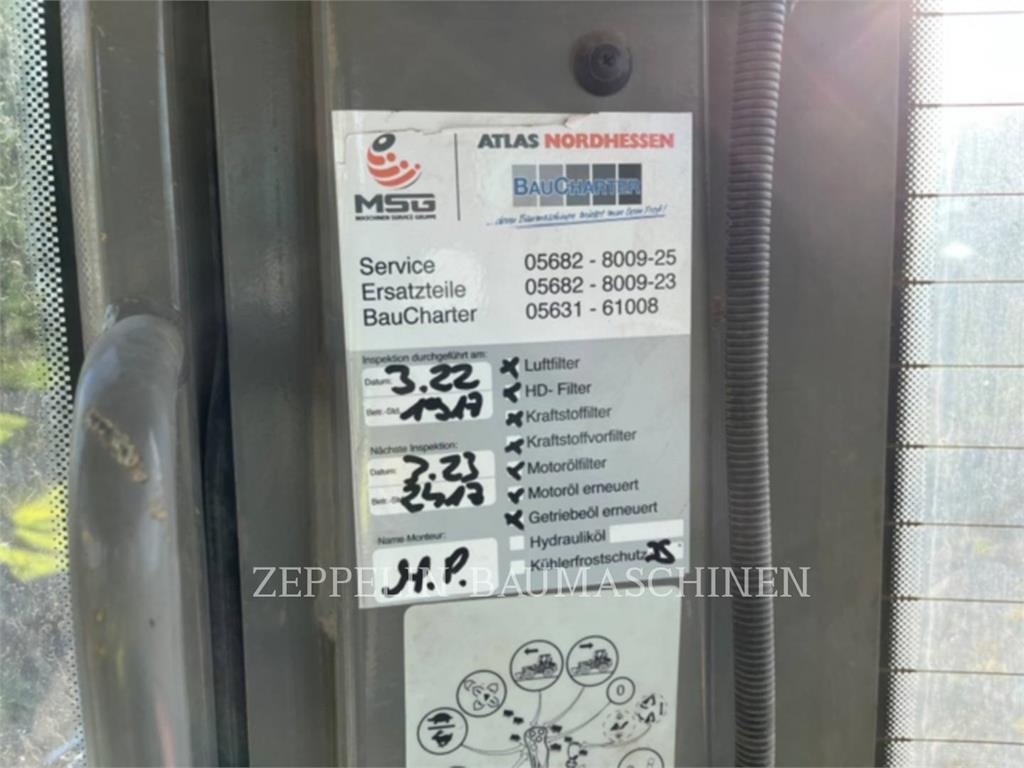 ATLAS NORDHESSEN
MSG
MASCHINEN SERVICE GRUPPE
BAUCHARTER
Service 05682 - 8009-25
Ersatzteile 05682 - 8009-23
BauCharter 05631 - 61008
Inspektion durchgeführt am:
Datum: 3.22
Betr.-Std. 1917
Nächste Inspektion:
Datum: 3.23
Betr.-Std. 2417
Name Monteur:
H.P.
Luftfilter
HD- Filter
Kraftstoffilter
Kraftstoffvorfilter
Motorölfilter
Motoröl erneuert
Getriebeöl erneuert
Hydrauliköl
Kühlerfrostschutz
ZEPPELIN BAUMASCHINEN
0